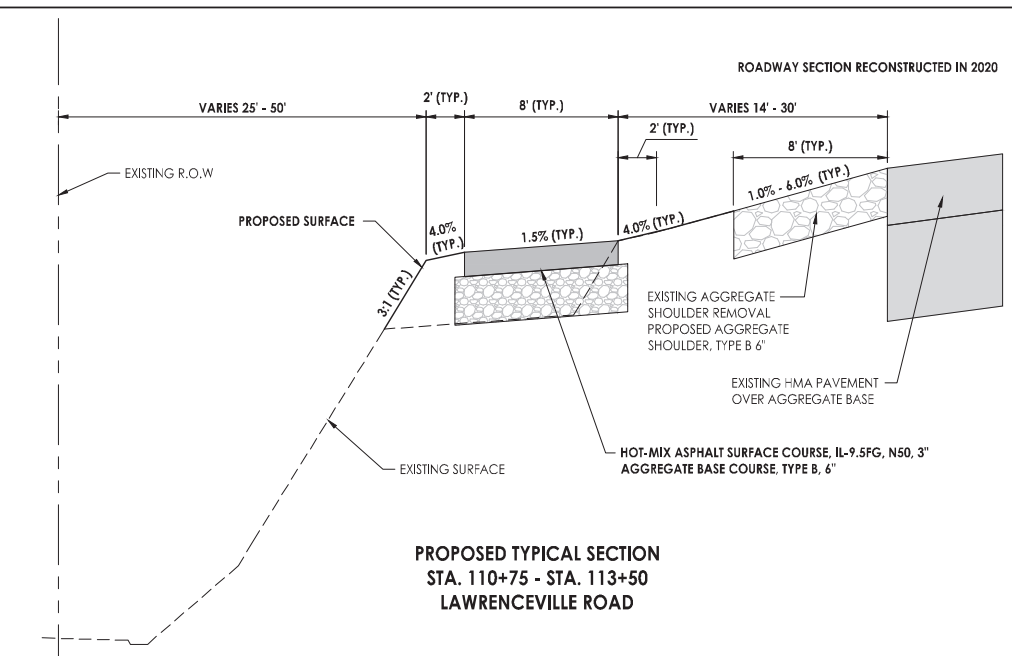 ROADWAY SECTION RECONSTRUCTED IN 2020
VARIES 25' - 50'
2' (TYP.)
8' (TYP.)
VARIES 14' - 30'
2' (TYP.)
8' (TYP.)
EXISTING R.O.W
PROPOSED SURFACE
4.0%
(TYP.)
1.5% (TYP.)
4.0% (TYP.)
1.0% - 6.0% (TYP.)
3:1 (TYP.)
EXISTING AGGREGATE
SHOULDER REMOVAL
PROPOSED AGGREGATE
SHOULDER, TYPE B 6"
EXISTING HMA PAVEMENT
OVER AGGREGATE BASE
HOT-MIX ASPHALT SURFACE COURSE, IL-9.5FG, N50, 3"
AGGREGATE BASE COURSE, TYPE B, 6"
EXISTING SURFACE
PROPOSED TYPICAL SECTION
STA. 110+75 - STA. 113+50
LAWRENCEVILLE ROAD